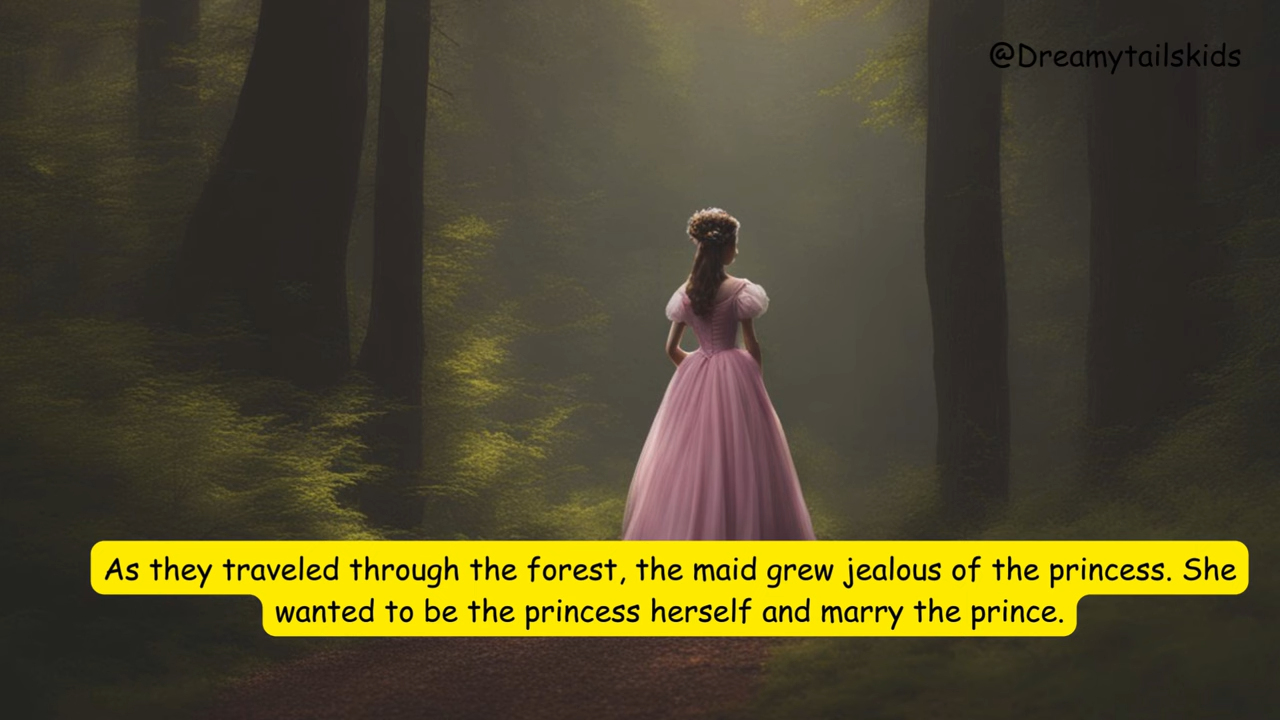 @Dreamytailskids
As they traveled through the forest, the maid grew jealous of the princess. She
wanted to be the princess herself and marry the prince.